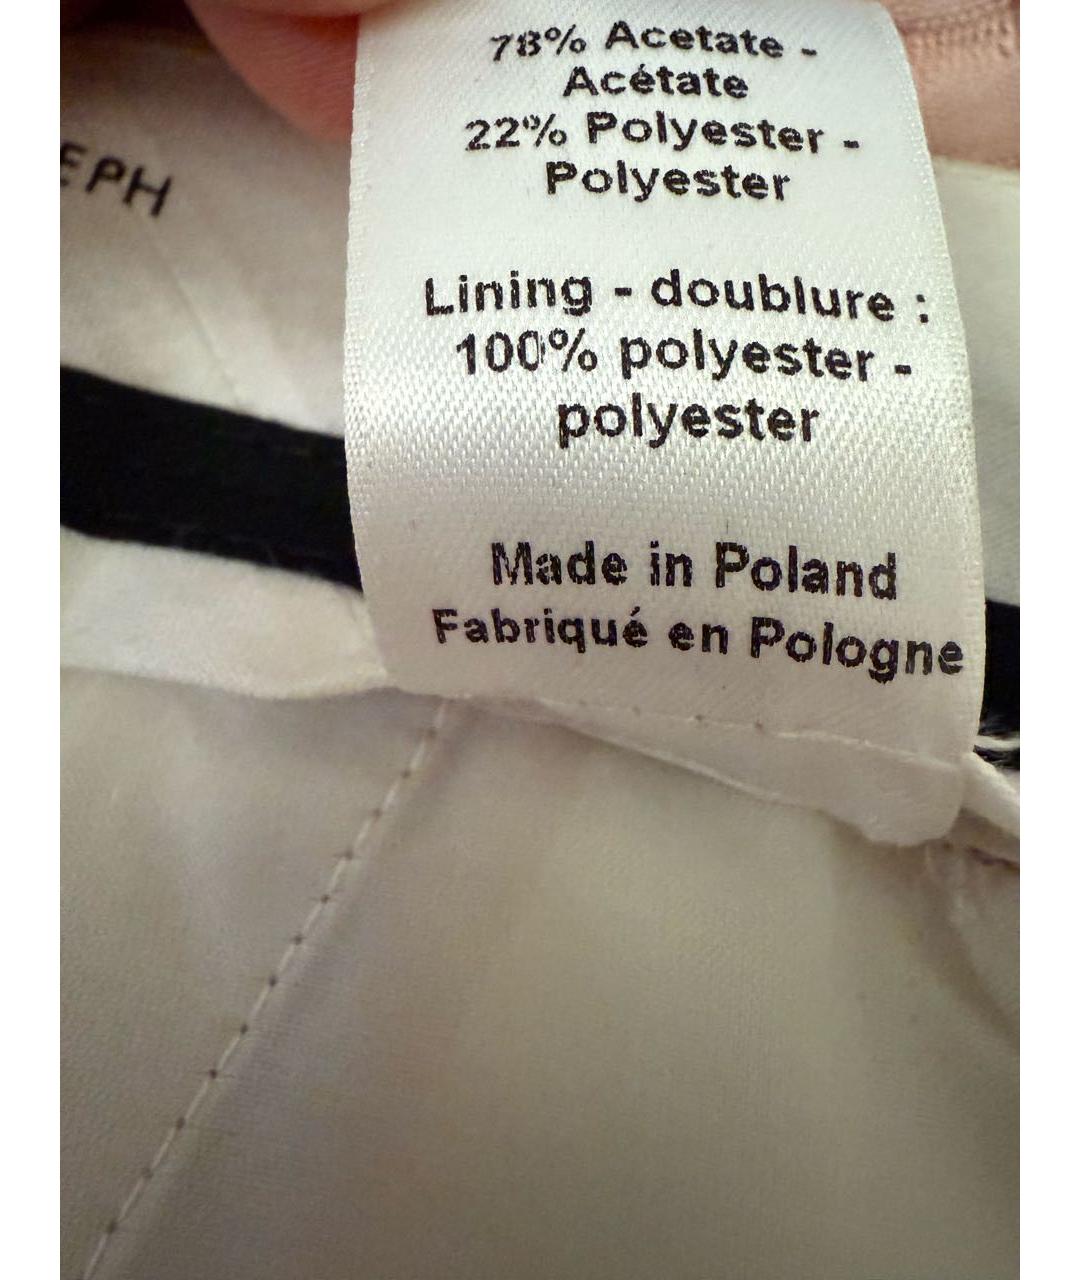 78% Acetate -
Acétate
22% Polyester -
Polyester
EPH
Lining - doublure :
100% polyester -
polyester
Made in Poland
Fabriqué en Pologne